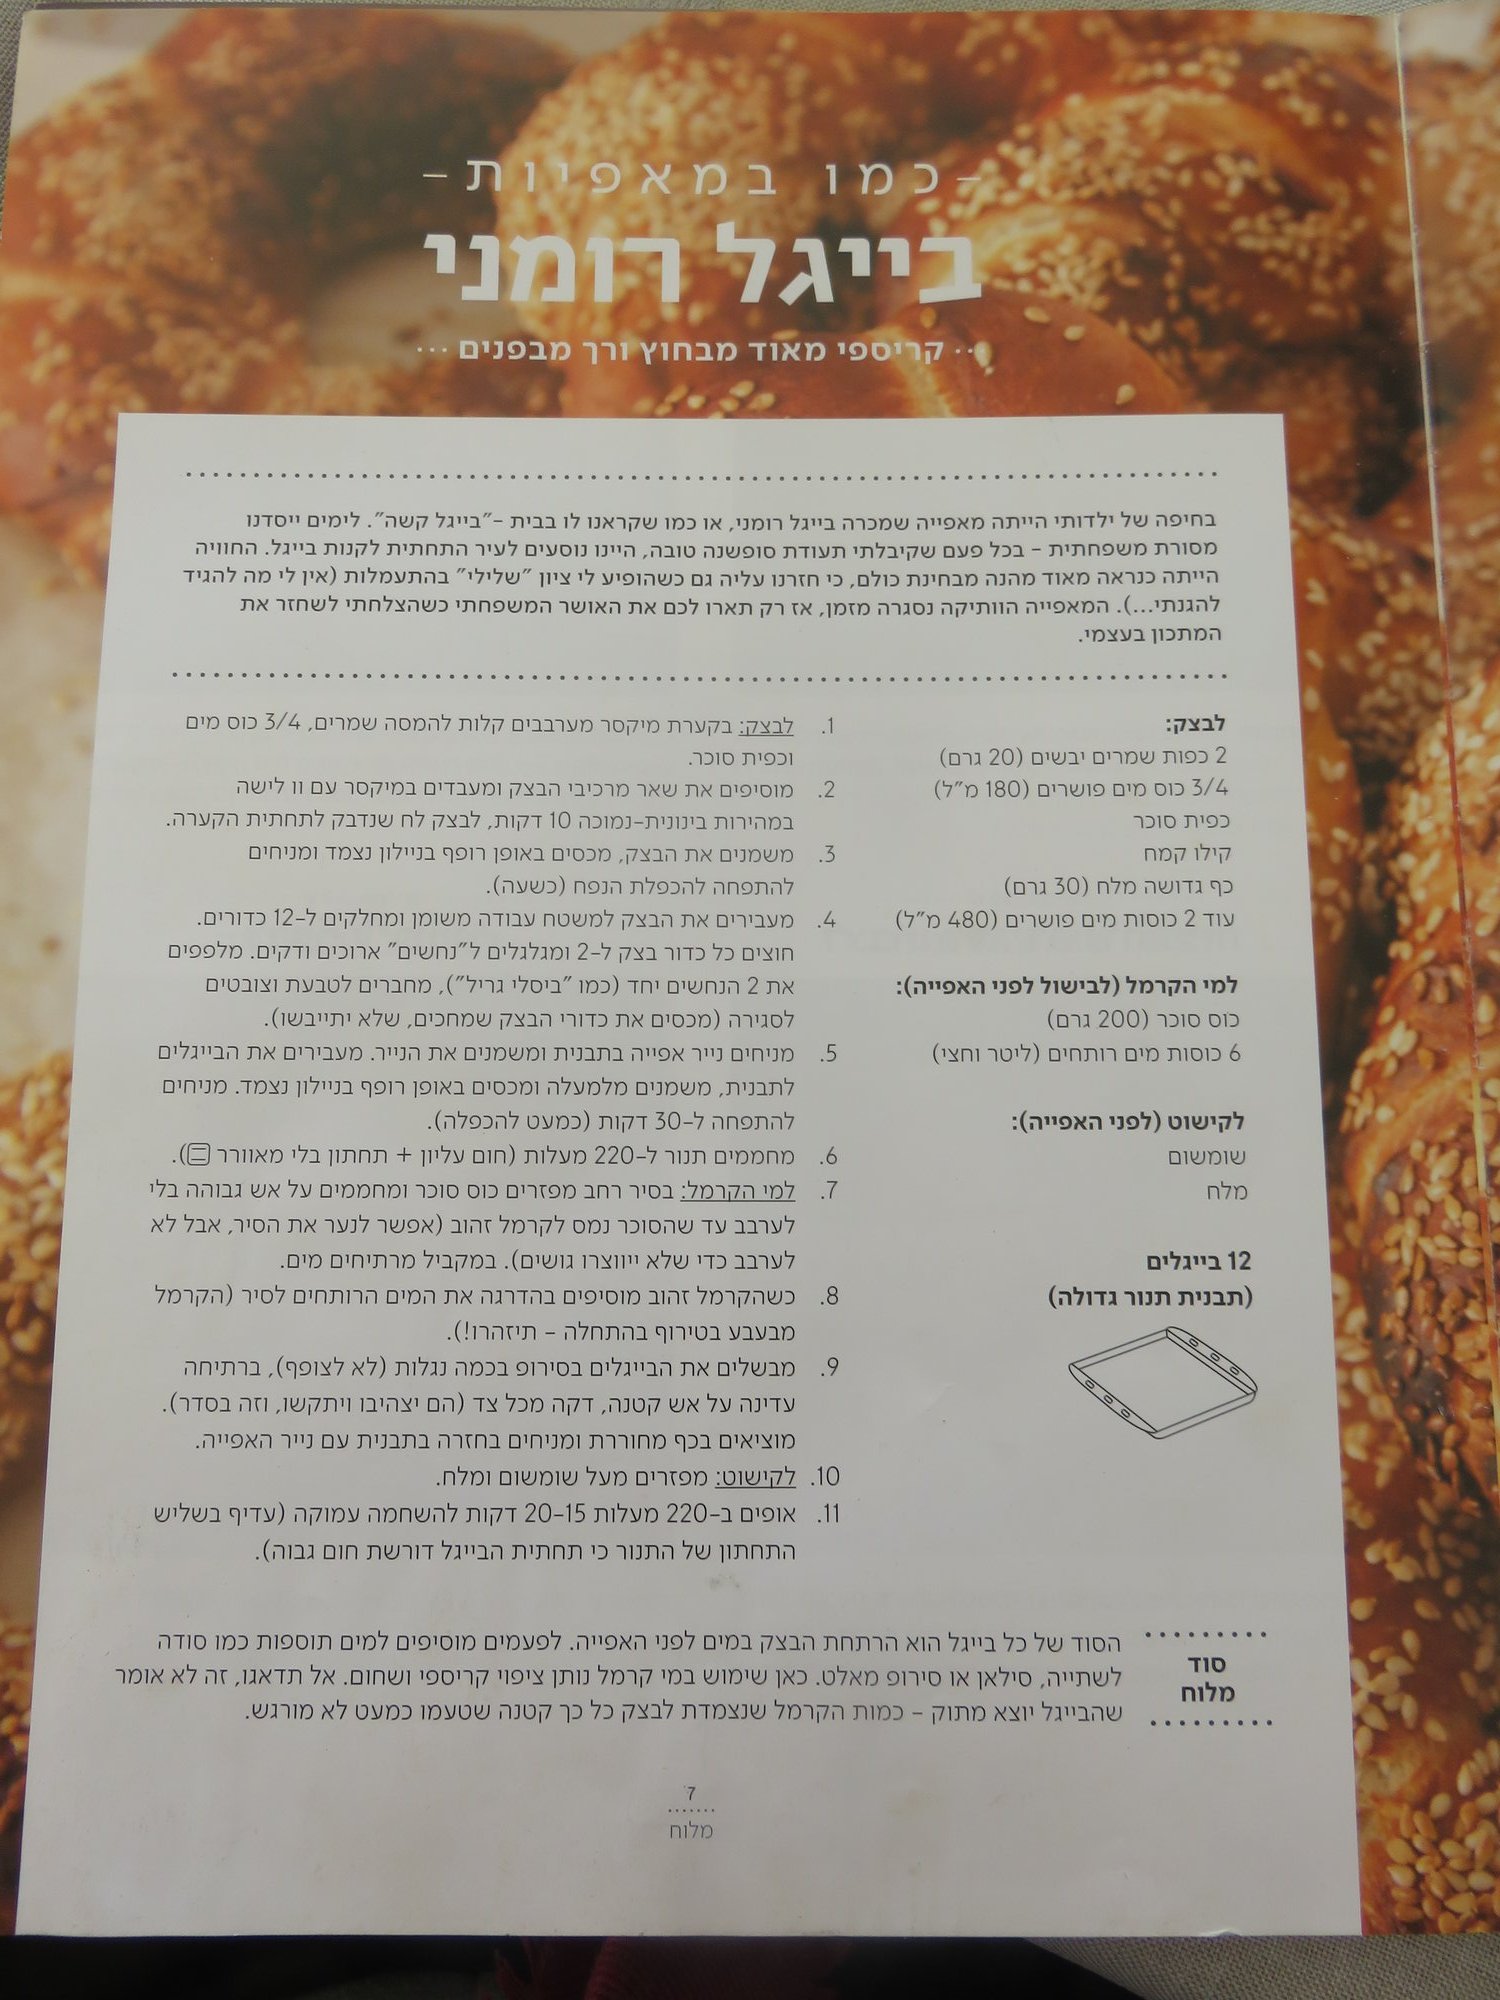 – כמו במאפיות –
בייגל רומני
... קריספי מאוד מבחוץ ורך מבפנים ...
בחיפה של ילדותי הייתה מאפייה שמכרה בייגל רומני, או כמו שקראנו לו בבית –"בייגל קשה". לימים ייסדנו
מסורת משפחתית – בכל פעם שקיבלתי תעודת סופשנה טובה, היינו נוסעים לעיר התחתית לקנות בייגל. החוויה
הייתה כנראה מאוד מהנה מבחינת כולם, כי חזרנו עליה גם כשהופיע לי ציון "שלילי" בהתעמלות (אין לי מה להגיד
להגנתי...). המאפייה הוותיקה נסגרה מזמן, אז רק תארו לכם את האושר המשפחתי כשהצלחתי לשחזר את
המתכון בעצמי.
לבצק:
2 כפות שמרים יבשים (20 גרם)
3/4 כוס מים פושרים (180 מ"ל)
כפית סוכר
קילו קמח
כף גדושה מלח (30 גרם)
עוד 2 כוסות מים פושרים (480 מ"ל)
למי הקרמל (לבישול לפני האפייה):
כוס סוכר (200 גרם)
6 כוסות מים רותחים (ליטר וחצי)
לקישוט (לפני האפייה):
שומשום
מלח
12 בייגלים
(תבנית תנור גדולה)
1. לבצק: בקערת מיקסר מערבבים קלות להמסה שמרים, 3/4 כוס מים
וכפית סוכר.
2. מוסיפים את שאר מרכיבי הבצק ומעבדים במיקסר עם וו לישה
במהירות בינונית-נמוכה 10 דקות, לבצק לח שנדבק לתחתית הקערה.
3. משמנים את הבצק, מכסים באופן רופף בניילון נצמד ומניחים
להתפחה להכפלת הנפח (כשעה).
4. מעבירים את הבצק למשטח עבודה משומן ומחלקים ל-12 כדורים.
חוצים כל כדור בצק ל-2 ומגלגלים ל"נחשים" ארוכים ודקים. מלפפים
את 2 הנחשים יחד (כמו "ביסלי גריל"), מחברים לטבעת וצובטים
לסגירה (מכסים את כדורי הבצק שמחכים, שלא יתייבשו).
5. מניחים נייר אפייה בתבנית ומשמנים את הנייר. מעבירים את הבייגלים
לתבנית, משמנים מלמעלה ומכסים באופן רופף בניילון נצמד. מניחים
להתפחה ל-30 דקות (כמעט להכפלה).
6. מחממים תנור ל-220 מעלות (חום עליון + תחתון בלי מאוורר).
7. למי הקרמל: בסיר רחב מפזרים כוס סוכר ומחממים על אש גבוהה בלי
לערבב עד שהסוכר נמס לקרמל זהוב (אפשר לנער את הסיר, אבל לא
לערבב כדי שלא ייווצרו גושים). במקביל מרתיחים מים.
8. כשהקרמל זהוב מוסיפים בהדרגה את המים הרותחים לסיר (הקרמל
מבעבע בטירוף בהתחלה – תיזהרו!).
9. מבשלים את הבייגלים בסירופ בכמה נגלות (לא לצופף), ברתיחה
עדינה על אש קטנה, דקה מכל צד (הם יצהיבו ויתקשו, וזה בסדר).
מוציאים בכף מחוררת ומניחים בחזרה בתבנית עם נייר האפייה.
10. לקישוט: מפזרים מעל שומשום ומלח.
11. אופים ב-220 מעלות 20-15 דקות להשחמה עמוקה (עדיף בשליש
התחתון של התנור כי תחתית הבייגל דורשת חום גבוה).
סוד
מלוח
הסוד של כל בייגל הוא הרתחת הבצק במים לפני האפייה. לפעמים מוסיפים למים תוספות כמו סודה
לשתייה, סילאן או סירופ מאלט. כאן שימוש במי קרמל נותן ציפוי קריספי ושחום. אל תדאגו, זה לא אומר
שהבייגל יוצא מתוק – כמות הקרמל שנצמדת לבצק כל כך קטנה שטעמו כמעט לא מורגש.
7
מלוח